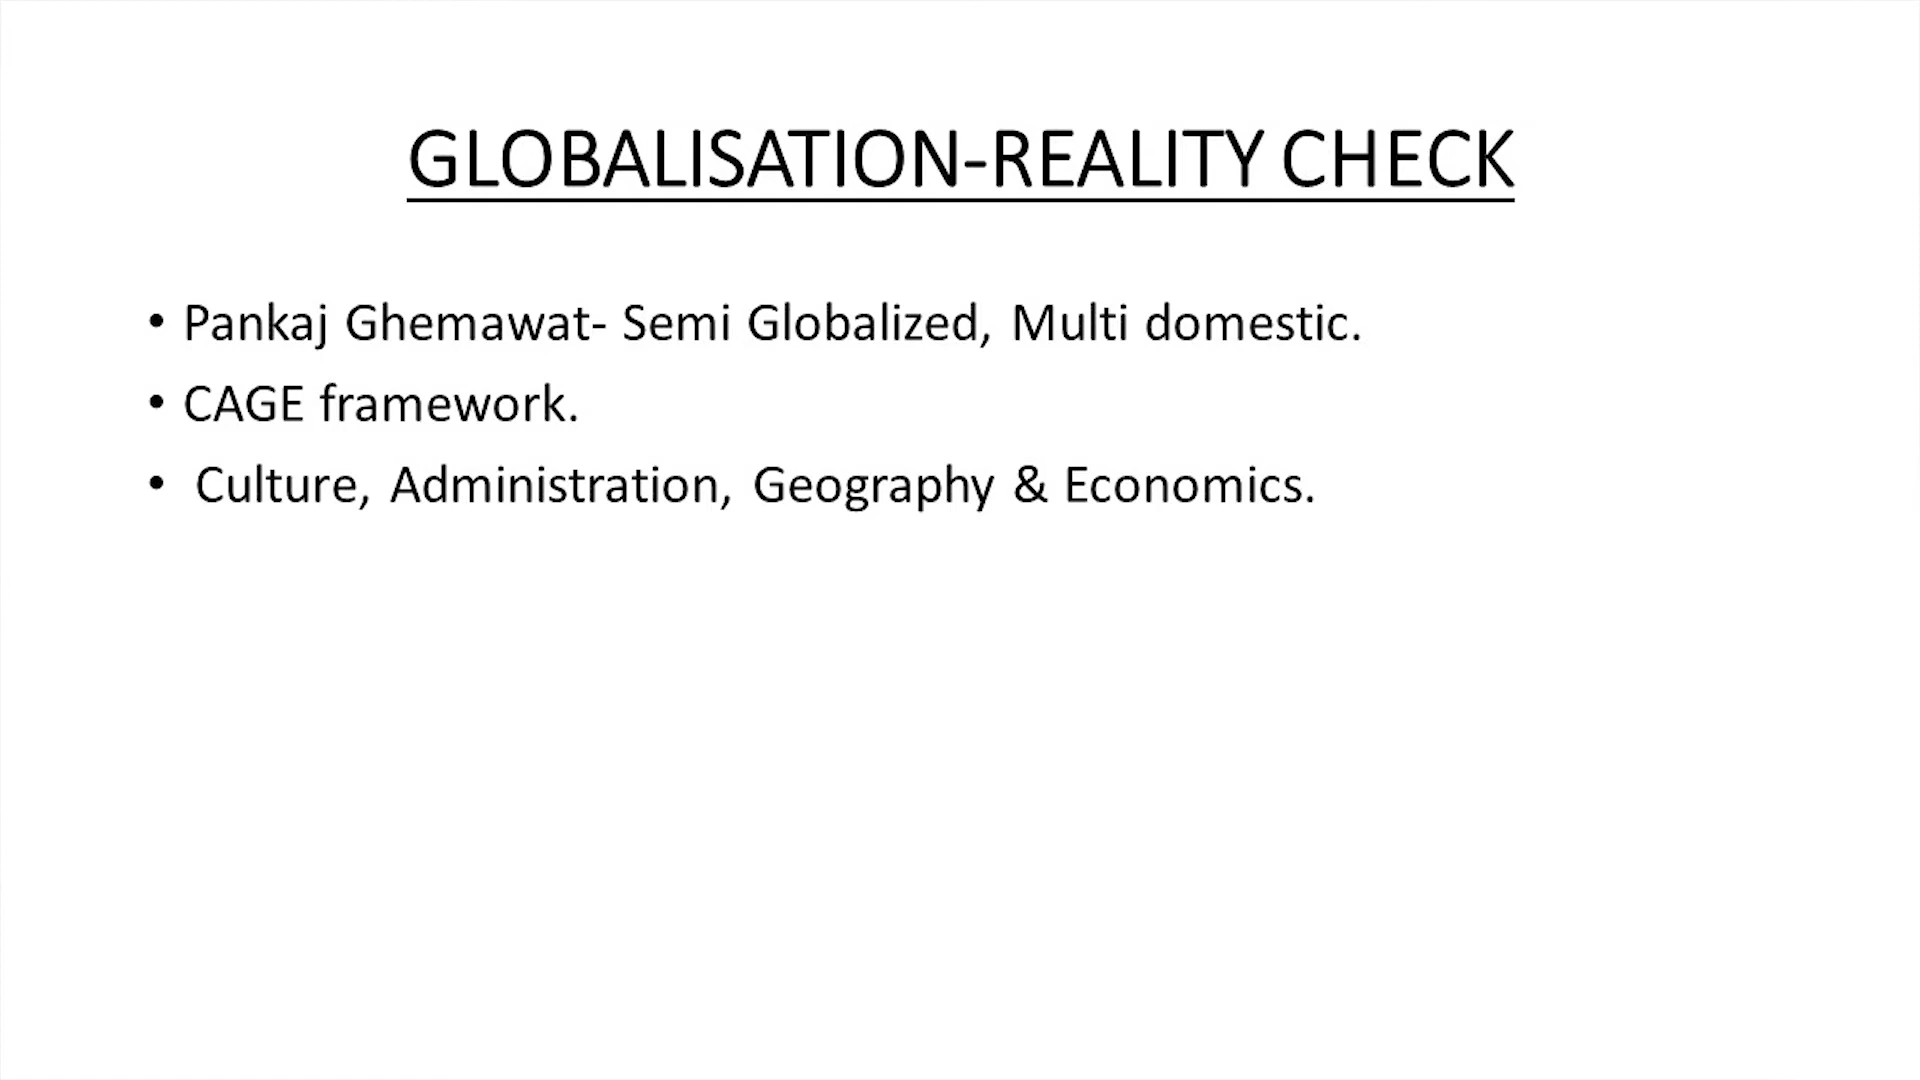 GLOBALISATION-REALITY CHECK
• Pankaj Ghemawat- Semi Globalized, Multi domestic.
• CAGE framework.
• Culture, Administration, Geography & Economics.